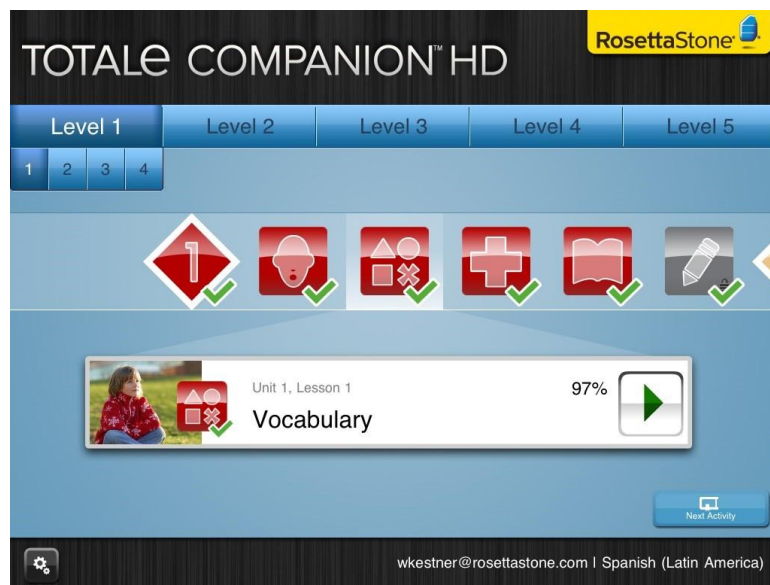 TOTALe COMPANION™ HD
RosettaStone
Level 1 Level 2 Level 3 Level 4 Level 5
1 2 3 4
1
Unit 1, Lesson 1
97%
Vocabulary
Next Activity
wkestner@rosettastone.com | Spanish (Latin America)